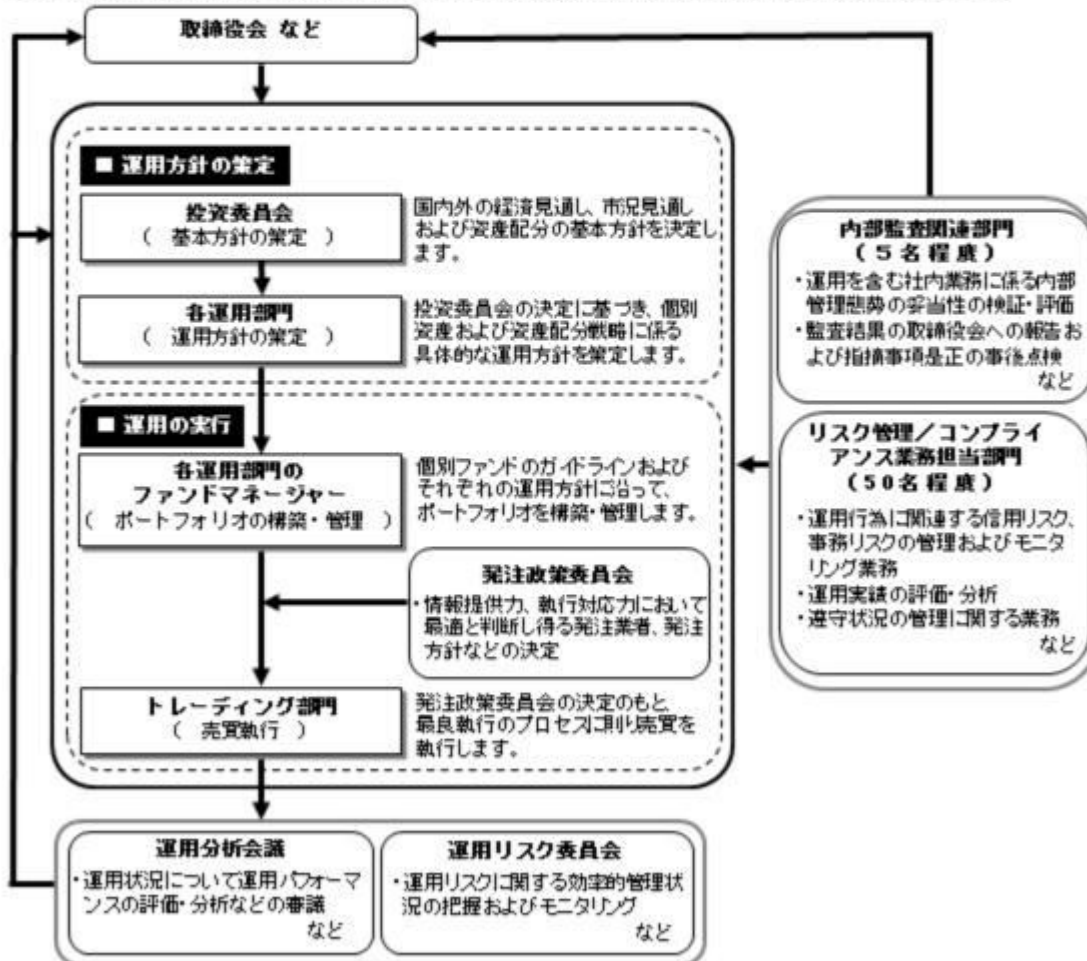 取締役会 など
■ 運用方針の策定
投資委員会
( 基本方針の策定 )
国内外の経済見通し、市況見通し
および資産配分の基本方針を決定し
ます。
各運用部門
( 運用方針の策定 )
投資委員会の決定に基づき、個別
資産および資産配分戦略に係る
具体的な運用方針を策定します。
■ 運用の実行
各運用部門の
ファンドマネージャー
( ポートフォリオの構築・管理 )
個別ファンドのガイドラインおよび
それぞれの運用方針に沿って、
ポートフォリオを構築・管理します。
発注政策委員会
・情報提供力、執行対応力において
最適と判断し得る発注業者、発注
方針などの決定
トレーディング部門
( 売買執行 )
発注政策委員会の決定のもと、
最良執行のプロセスに則り売買を
執行します。
運用分析会議
・運用状況について運用パフォーマ
ンスの評価・分析などの審議
など
運用リスク委員会
・運用リスクに関する効率的管理状
況の把握およびモニタリング
など
内部監査関連部門
(5名程度)
・運用を含む社内業務に係る内部
管理態勢の妥当性の検証・評価
・監査結果の取締役会への報告お
よび指摘事項是正の事後点検
など
リスク管理/コンプライ
アンス業務担当部門
(50名程度)
・運用行為に関連する信用リスク、
事務リスクの管理およびモニタ
リング業務
・運用実績の評価・分析
・遵守状況の管理に関する業務
など